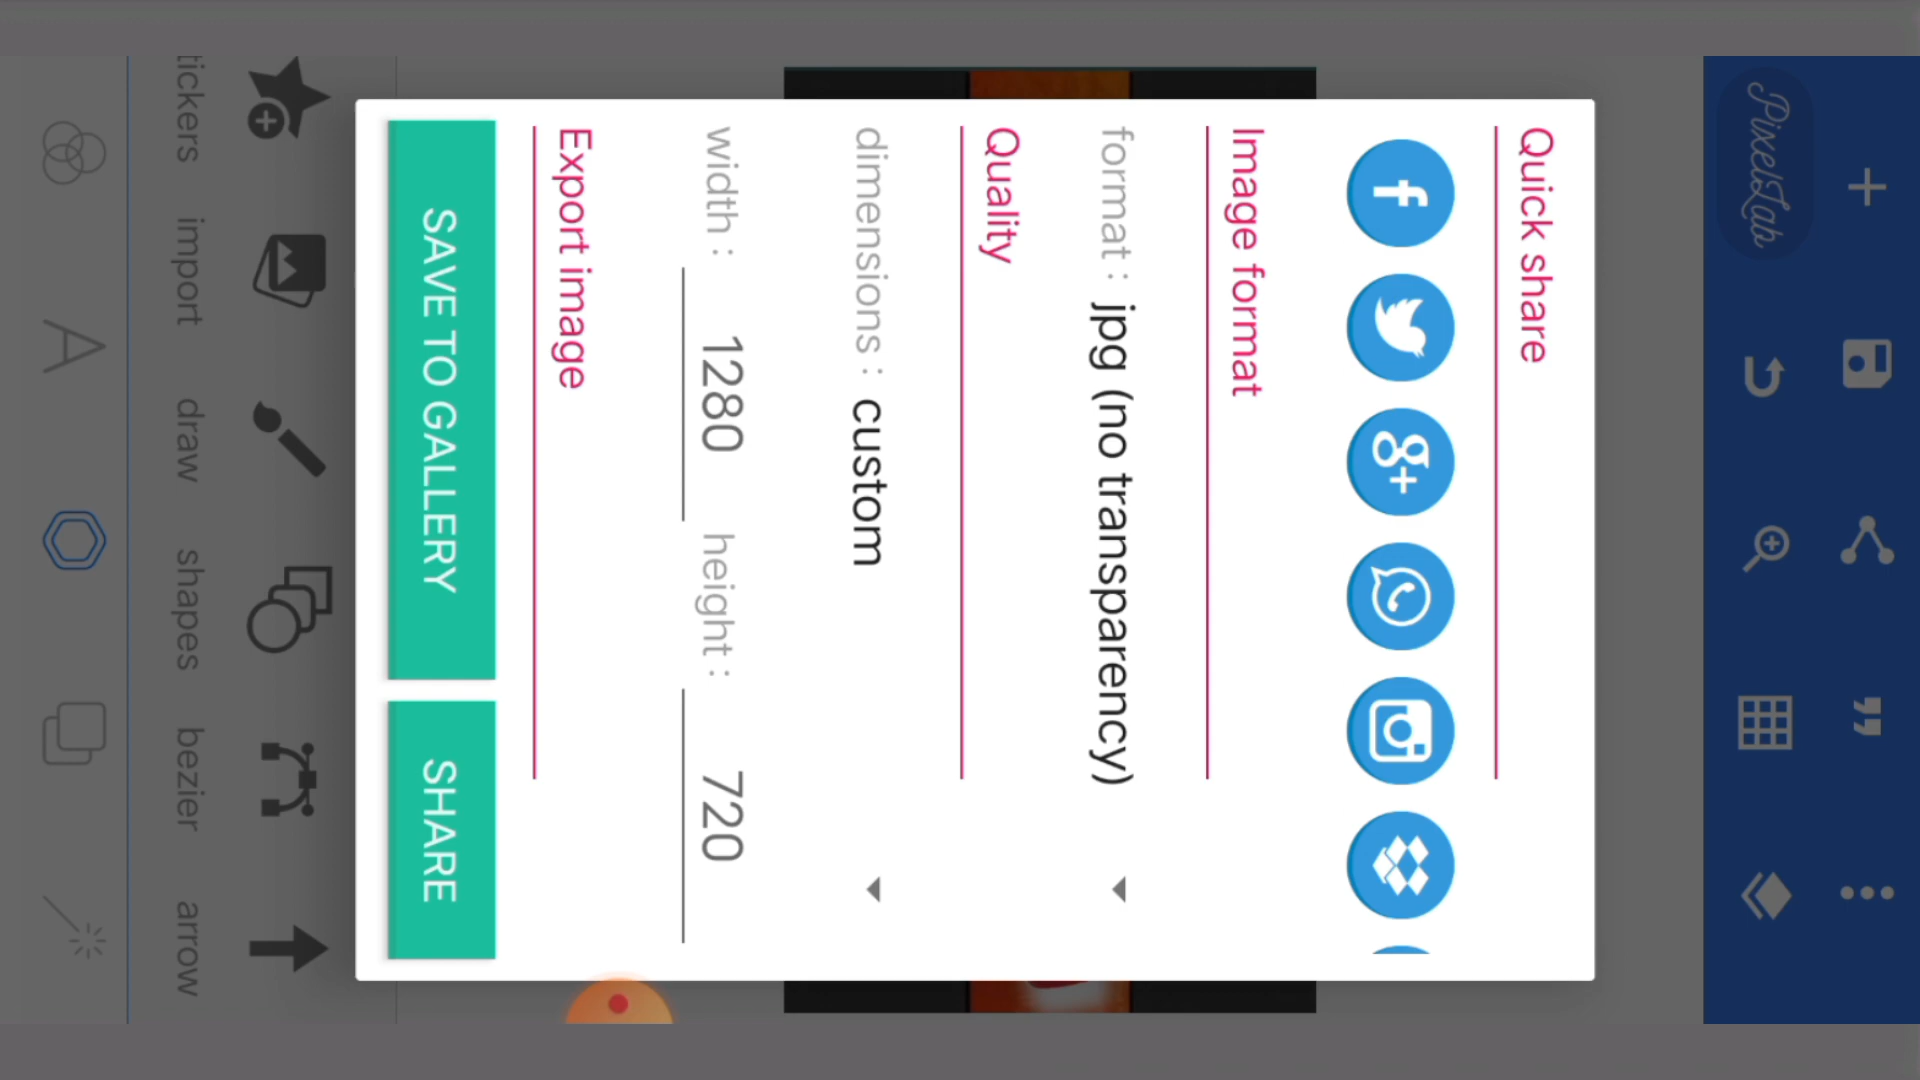 PixelLab
Quick share
Image format
format : jpg (no transparency)
Quality
dimensions : custom
width : 1280 height : 720
Export image
SAVE TO GALLERY SHARE
tickers import draw shapes bezier arrow